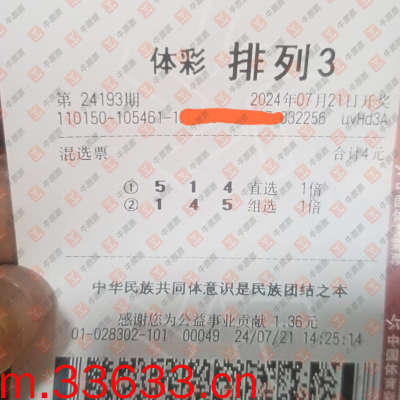 体彩 排列3
第 24193期 2024年07月21日开奖
110150-105461-1 032256 uvHd3A
混选票 合计4元
① 5 1 4 直选 1倍
② 1 4 5 组选 1倍
中华民族共同体意识是民族团结之本
感谢您为公益事业贡献 1.36元
01-028302-101 00049 24/07/21 14:25:14
m.33633.cn